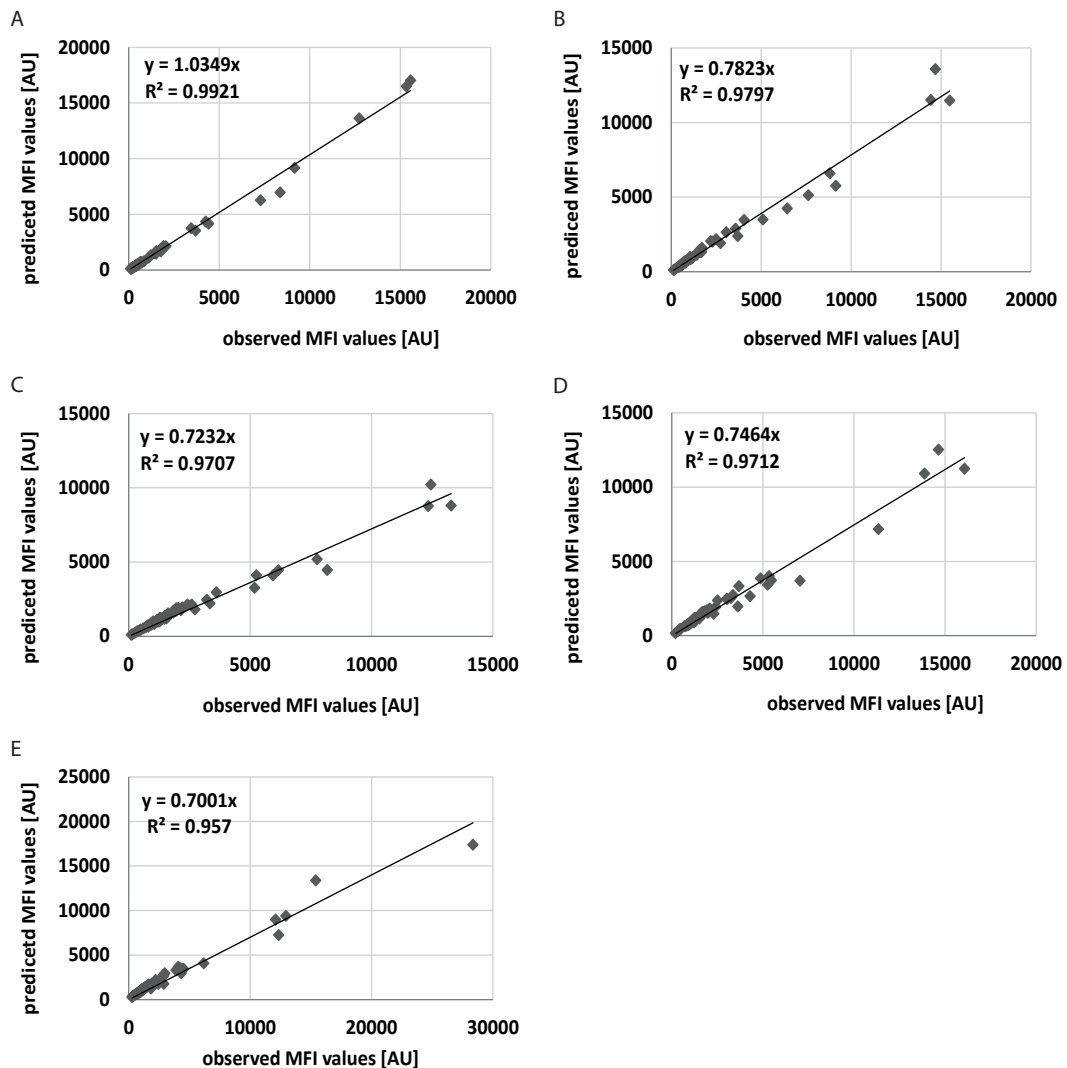 A
predicetd MFI values [AU]
20000
15000
10000
5000
0
y = 1.0349x
R² = 0.9921
0 5000 10000 15000 20000
observed MFI values [AU]
B
prediced MFI values [AU]
15000
10000
5000
0
y = 0.7823x
R² = 0.9797
0 5000 10000 15000 20000
observed MFI values [AU]
C
predicetd MFI values [AU]
15000
10000
5000
0
y = 0.7232x
R² = 0.9707
0 5000 10000 15000
observed MFI values [AU]
D
predicetd MFI values [AU]
15000
10000
5000
0
y = 0.7464x
R² = 0.9712
0 5000 10000 15000 20000
observed MFI values [AU]
E
predicetd MFI values [AU]
25000
20000
15000
10000
5000
0
y = 0.7001x
R² = 0.957
0 10000 20000 30000
observed MFI values [AU]